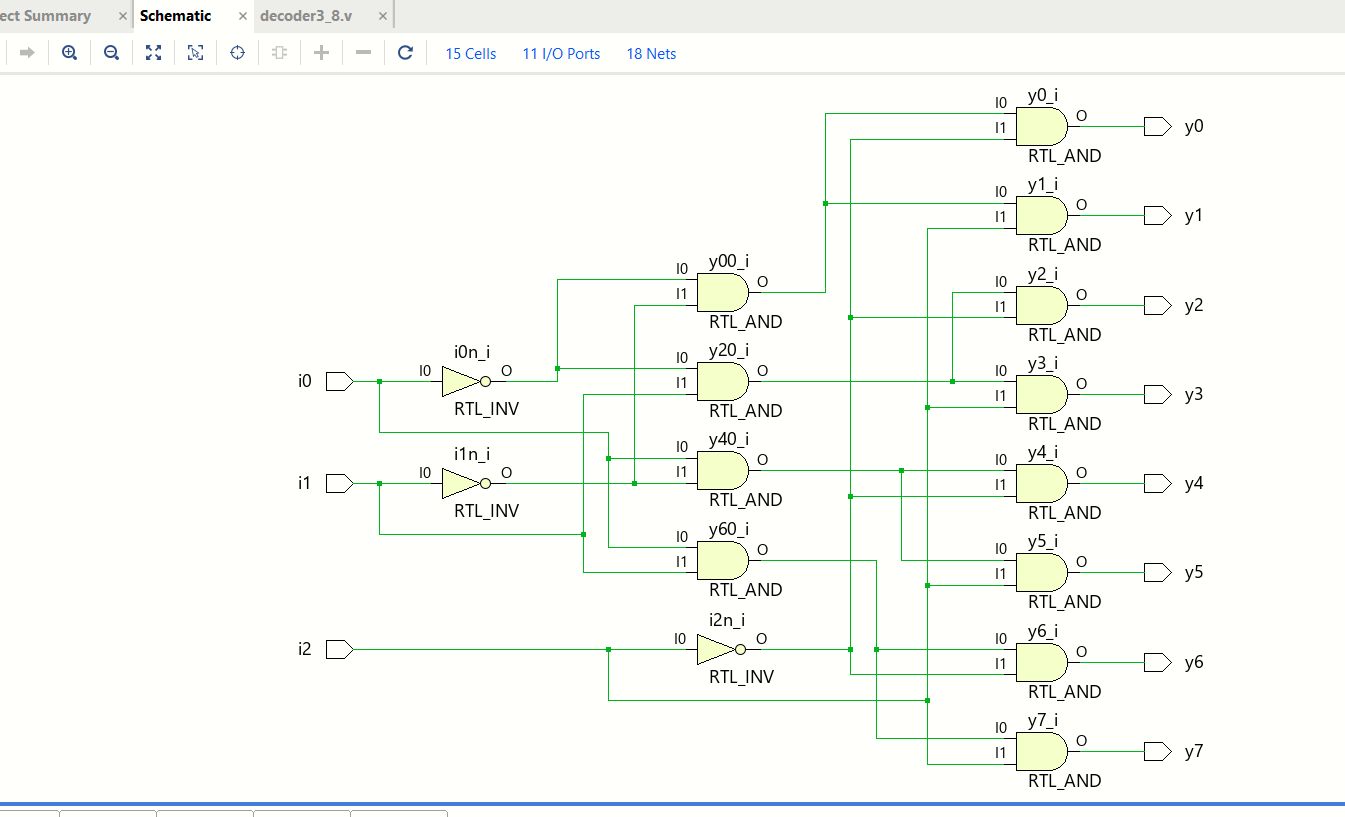 ect Summary × Schematic × decoder3_8.v ×
15 Cells 11 I/O Ports 18 Nets
y0_i
I0 O
I1 y0
RTL_AND
y1_i
I0 O
I1 y1
RTL_AND
y2_i
I0 O
I1 y2
RTL_AND
y3_i
I0 O
I1 y3
RTL_AND
y4_i
I0 O
I1 y4
RTL_AND
y5_i
I0 O
I1 y5
RTL_AND
y6_i
I0 O
I1 y6
RTL_AND
y7_i
I0 O
I1 y7
RTL_AND
y00_i
I0 O
I1
RTL_AND
y20_i
I0 O
I1
RTL_AND
y40_i
I0 O
I1
RTL_AND
y60_i
I0 O
I1
RTL_AND
i2n_i
I0 O
RTL_INV
i0n_i
i0 I0 O
RTL_INV
i1n_i
i1 I0 O
RTL_INV
i2